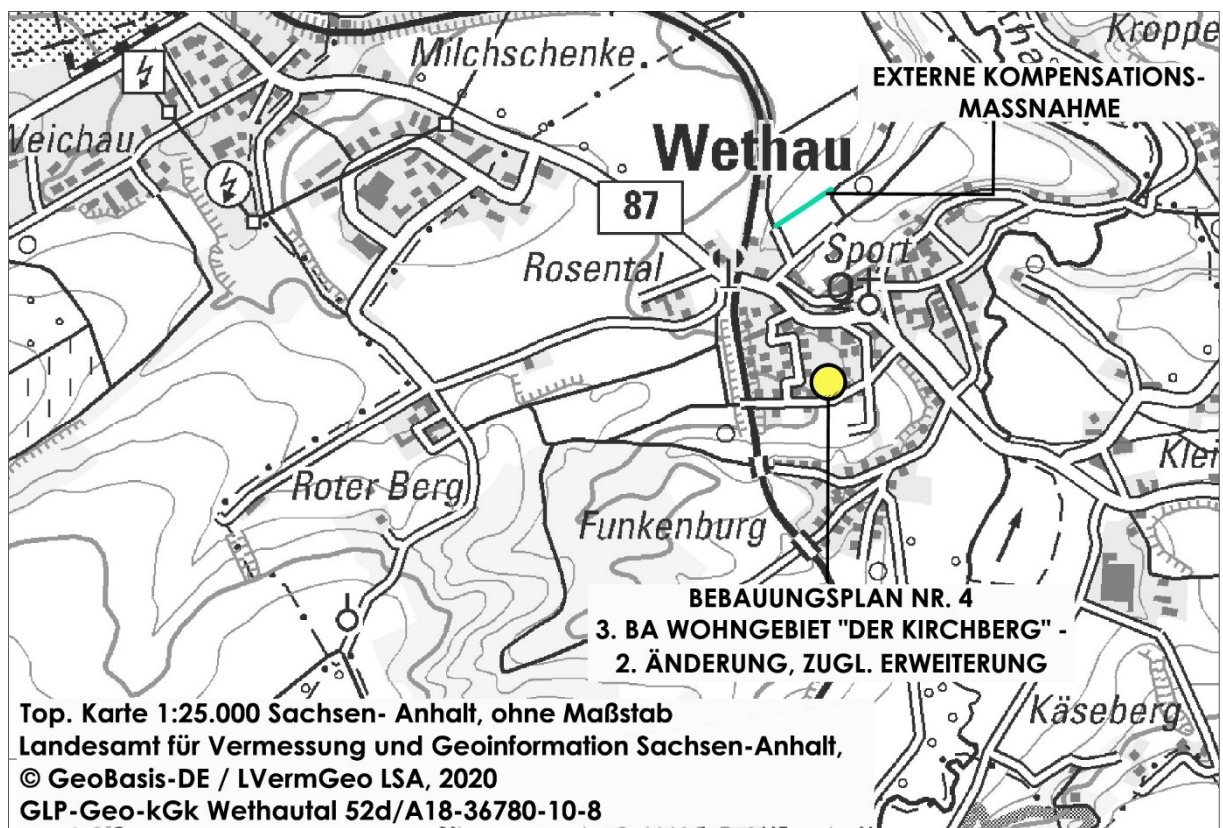 Milchschenke
Kroppe
EXTERNE KOMPENSATIONS-
MASSNAHME
Weichau
Wethau
87
Rosental
Sport
Roter Berg
Funkenburg
Klei
BEBAUUNGSPLAN NR. 4
3. BA WOHNGEBIET "DER KIRCHBERG" -
2. ÄNDERUNG, ZUGL. ERWEITERUNG
Käseberg
Top. Karte 1:25.000 Sachsen- Anhalt, ohne Maßstab
Landesamt für Vermessung und Geoinformation Sachsen-Anhalt,
© GeoBasis-DE / LVermGeo LSA, 2020
GLP-Geo-kGk Wethautal 52d/A18-36780-10-8